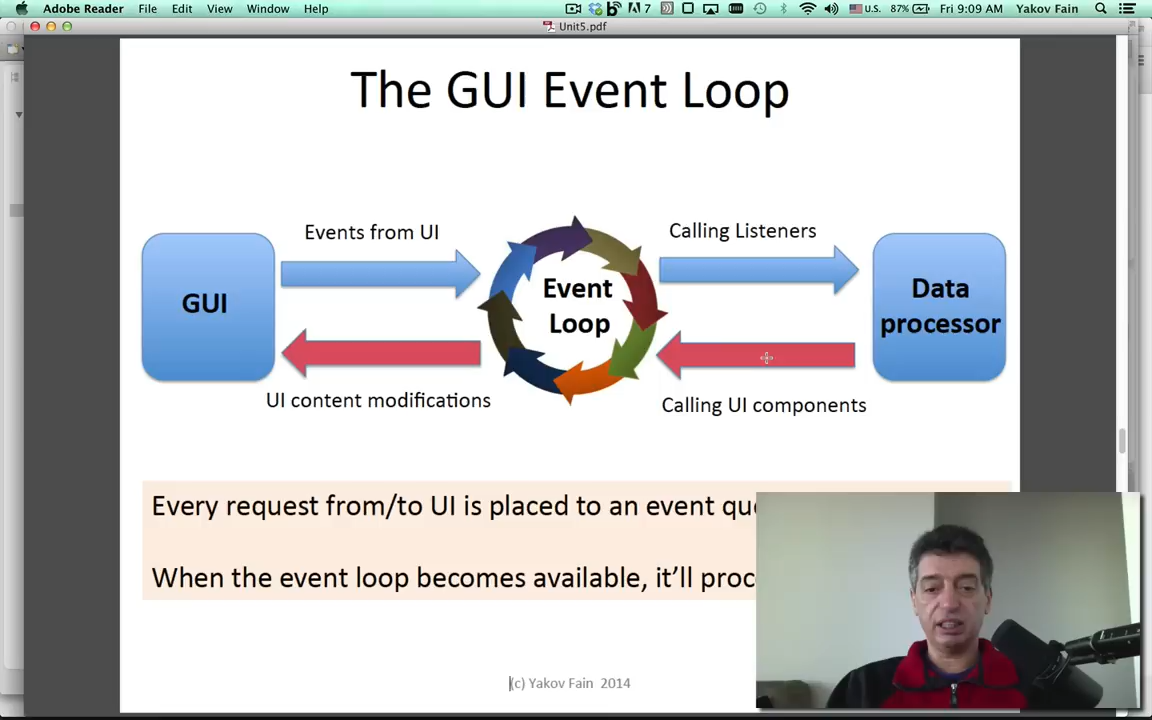 Adobe Reader File Edit View Window Help 7 U.S. 87% Fri 9:09 AM Yakov Fain
Unit5.pdf
The GUI Event Loop
Events from UI
Calling Listeners
GUI
Event
Loop
Data
processor
UI content modifications
Calling UI components
Every request from/to UI is placed to an event qu
When the event loop becomes available, it’ll proc
(c) Yakov Fain 2014